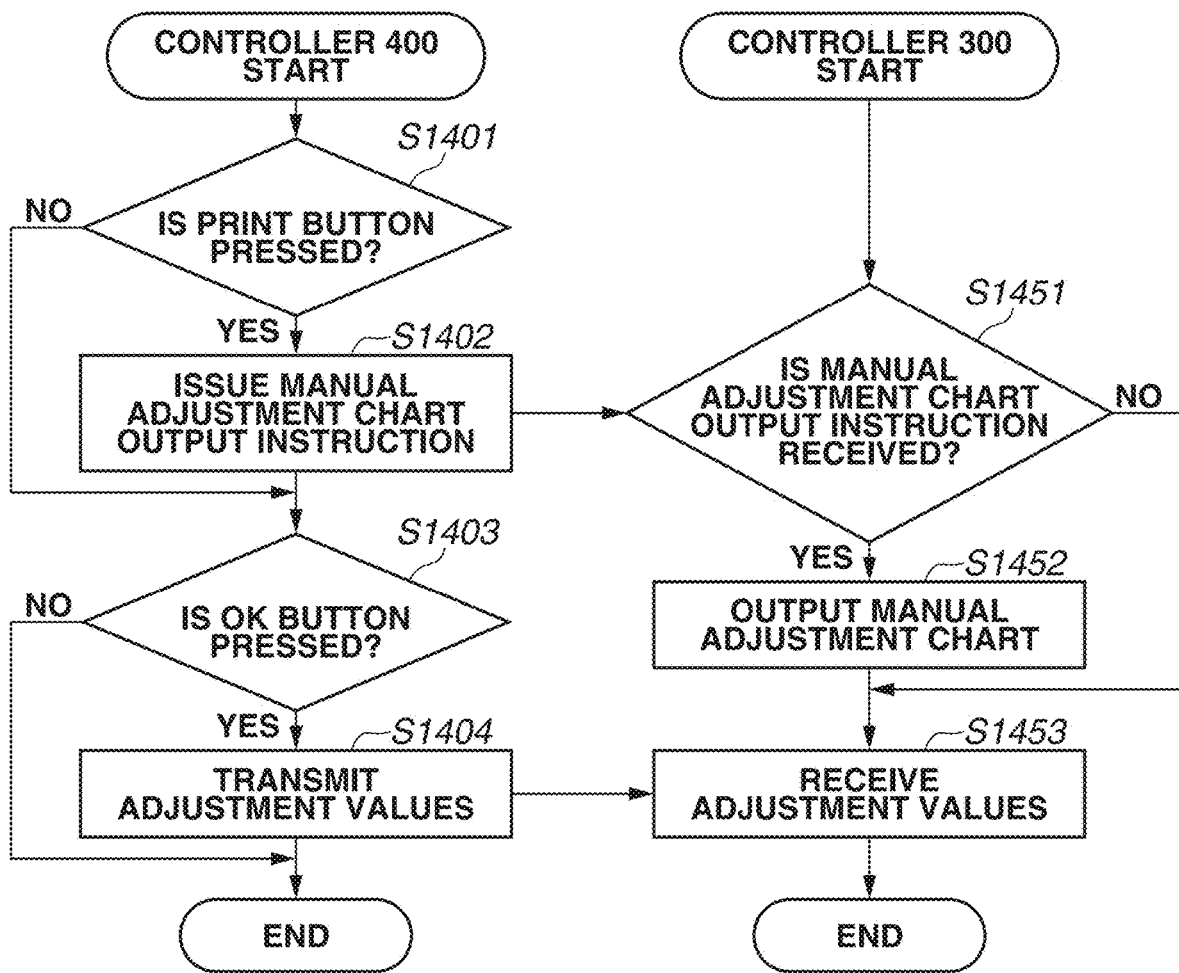 CONTROLLER 400
START
S1401
NO
IS PRINT BUTTON
PRESSED?
YES
S1402
ISSUE MANUAL
ADJUSTMENT CHART
OUTPUT INSTRUCTION
S1403
NO
IS OK BUTTON
PRESSED?
YES
S1404
TRANSMIT
ADJUSTMENT VALUES
END
CONTROLLER 300
START
S1451
IS MANUAL
ADJUSTMENT CHART
OUTPUT INSTRUCTION
RECEIVED?
NO
YES
S1452
OUTPUT MANUAL
ADJUSTMENT CHART
S1453
RECEIVE
ADJUSTMENT VALUES
END